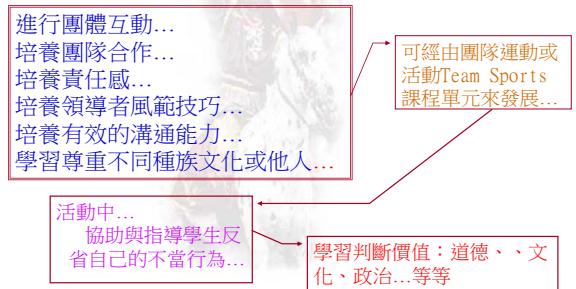 進行團體互動…
培養團隊合作…
培養責任感…
培養領導者風範技巧…
培養有效的溝通能力…
學習尊重不同種族文化或他人…
可經由團隊運動或
活動Team Sports
課程單元來發展…
活動中…
協助與指導學生反
省自己的不當行為…
學習判斷價值：道德、、文
化、政治…等等